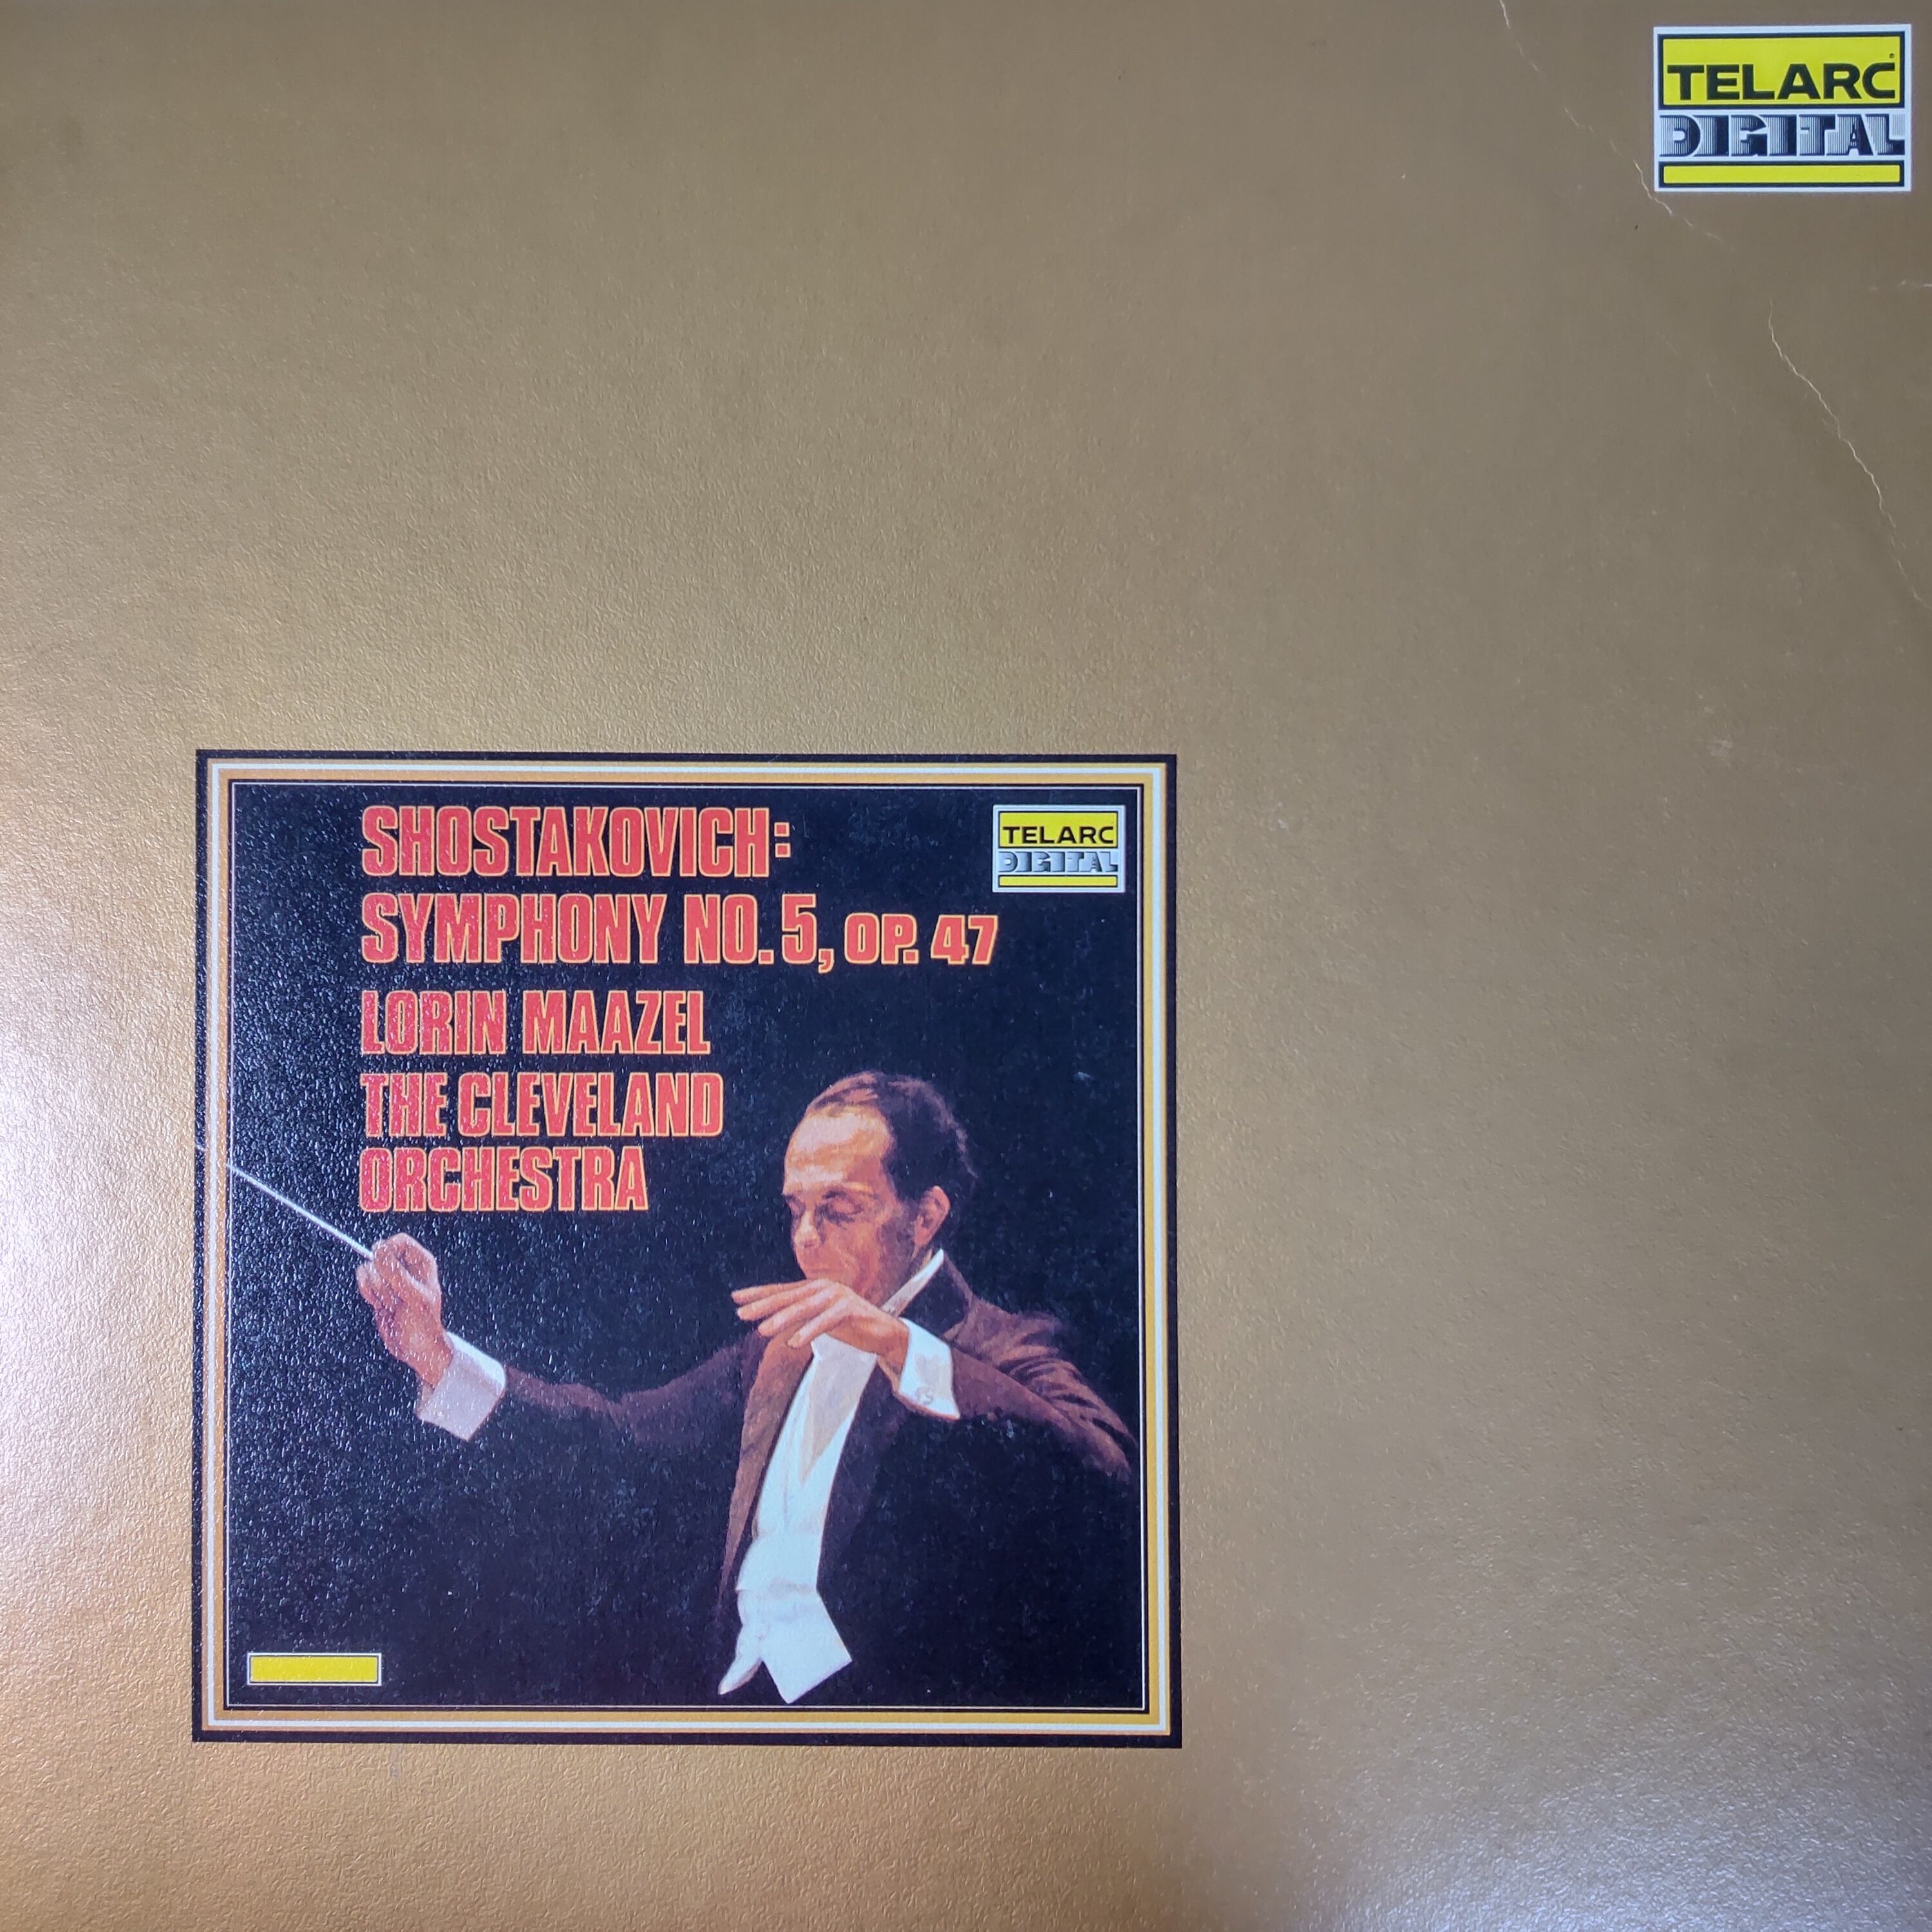 TELARC
DIGITAL
SHOSTAKOVICH:
SYMPHONY NO. 5, OP. 47
LORIN MAAZEL
THE CLEVELAND
ORCHESTRA
TELARC
DIGITAL